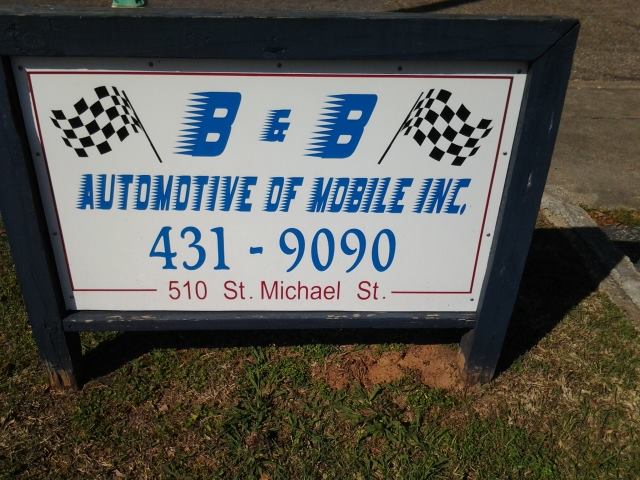 B & B
AUTOMOTIVE OF MOBILE INC.
431 - 9090
510 St. Michael St.